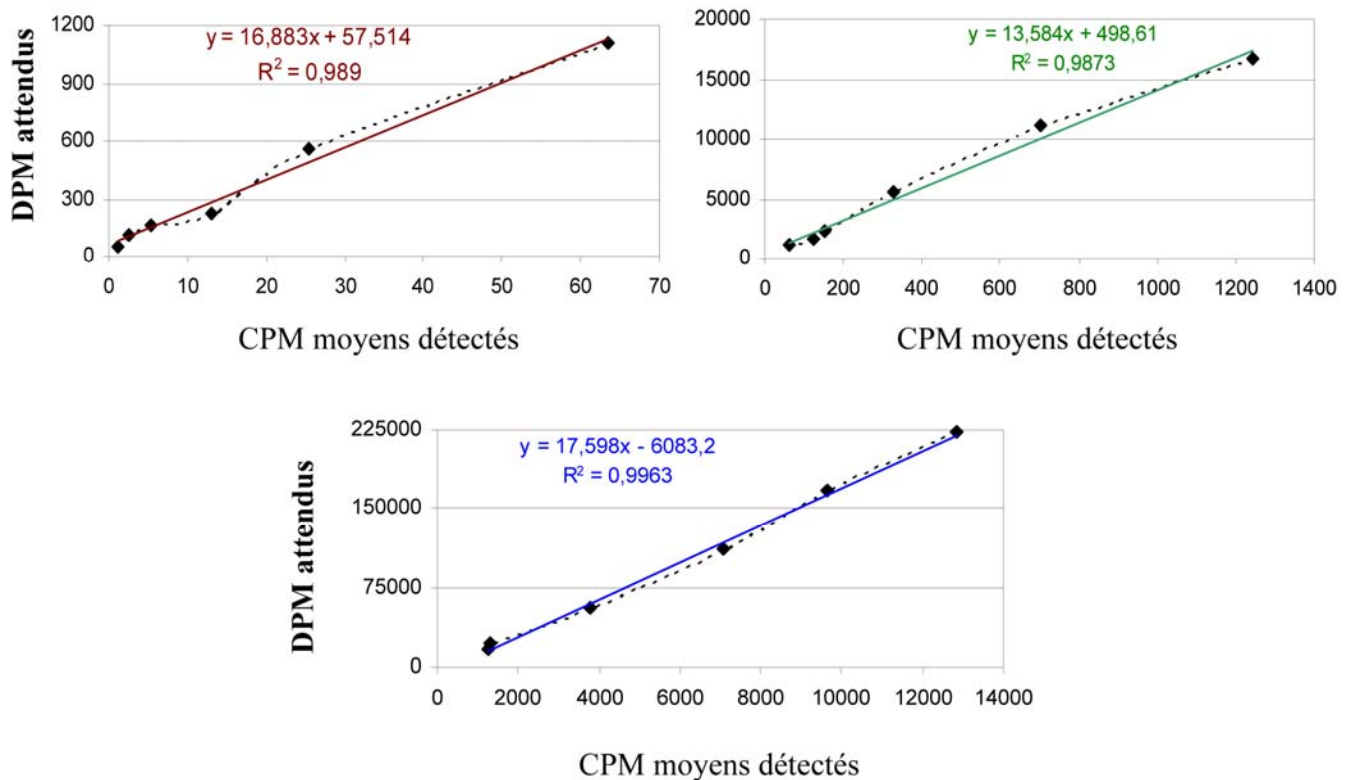 y = 16,883x + 57,514
R² = 0,989
DPM attendus
1200
900
600
300
0
0 10 20 30 40 50 60 70
CPM moyens détectés
y = 13,584x + 498,61
R² = 0,9873
20000
15000
10000
5000
0
0 200 400 600 800 1000 1200 1400
CPM moyens détectés
y = 17,598x - 6083,2
R² = 0,9963
DPM attendus
225000
150000
75000
0
0 2000 4000 6000 8000 10000 12000 14000
CPM moyens détectés